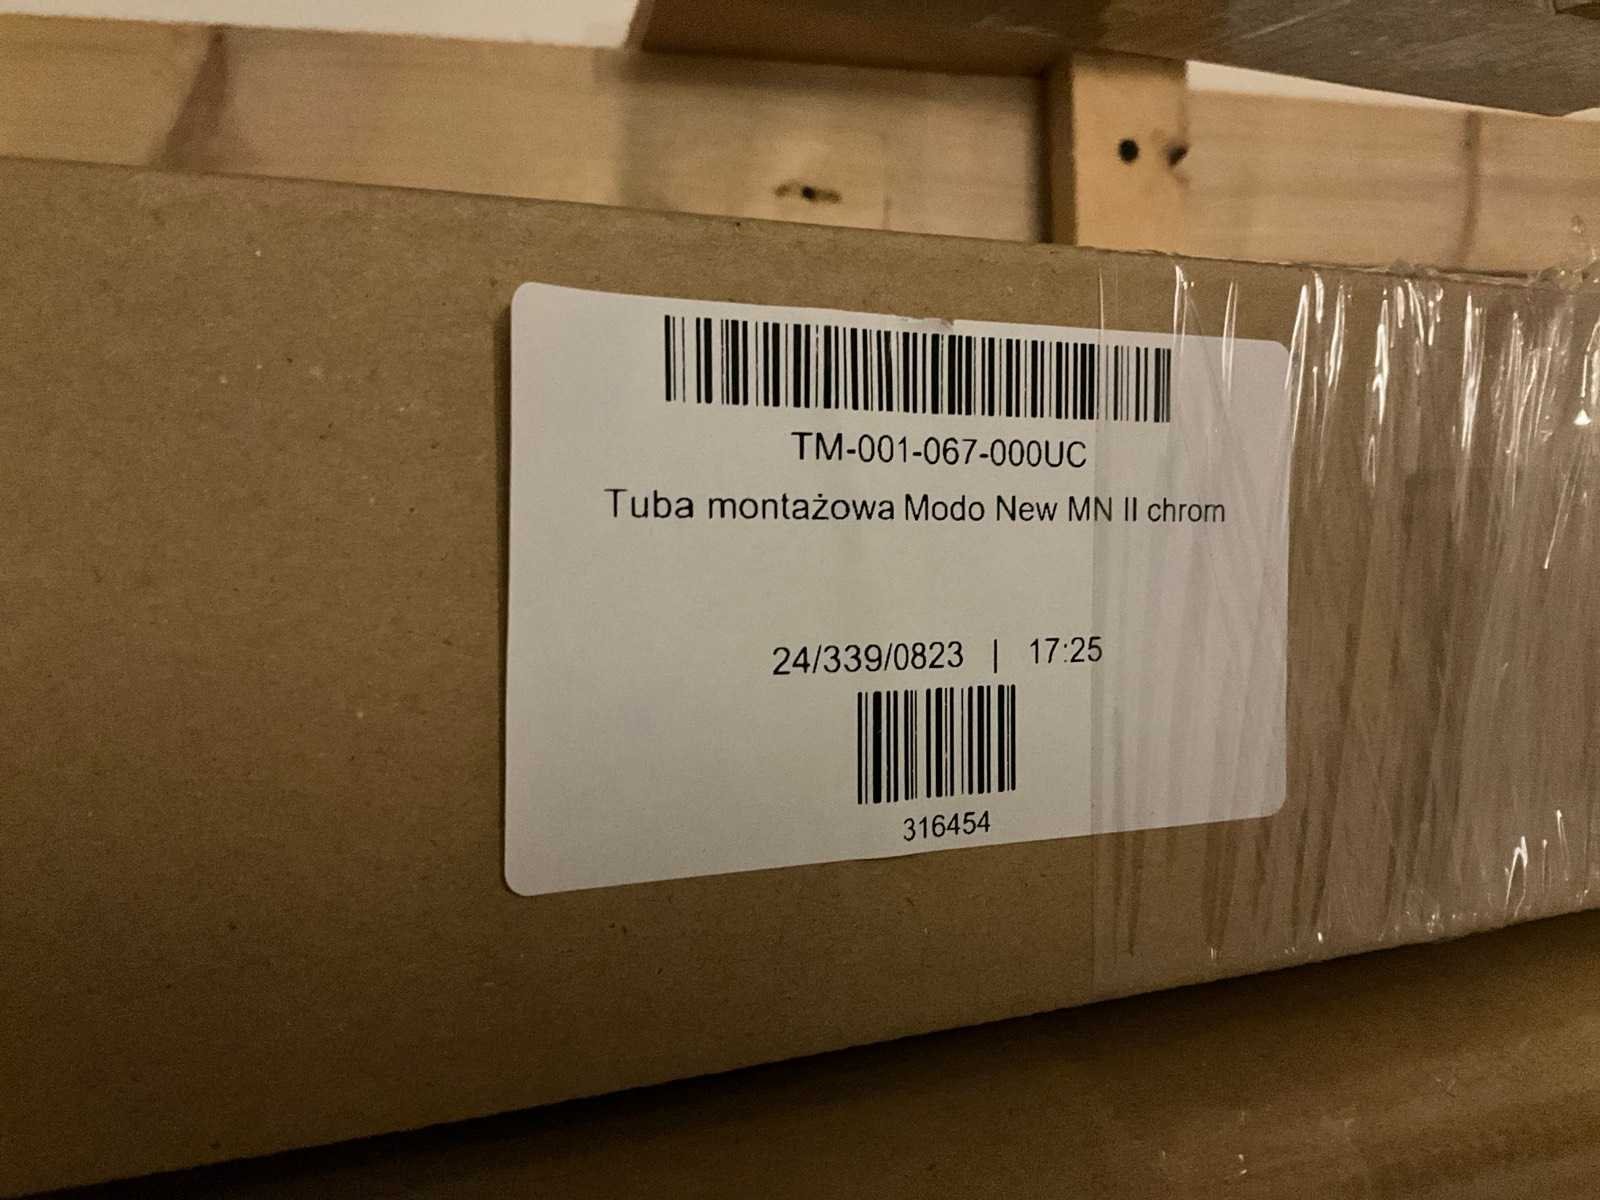 TM-001-067-000UC
Tuba montażowa Modo New MN II chrom
24/339/0823 | 17:25
316454